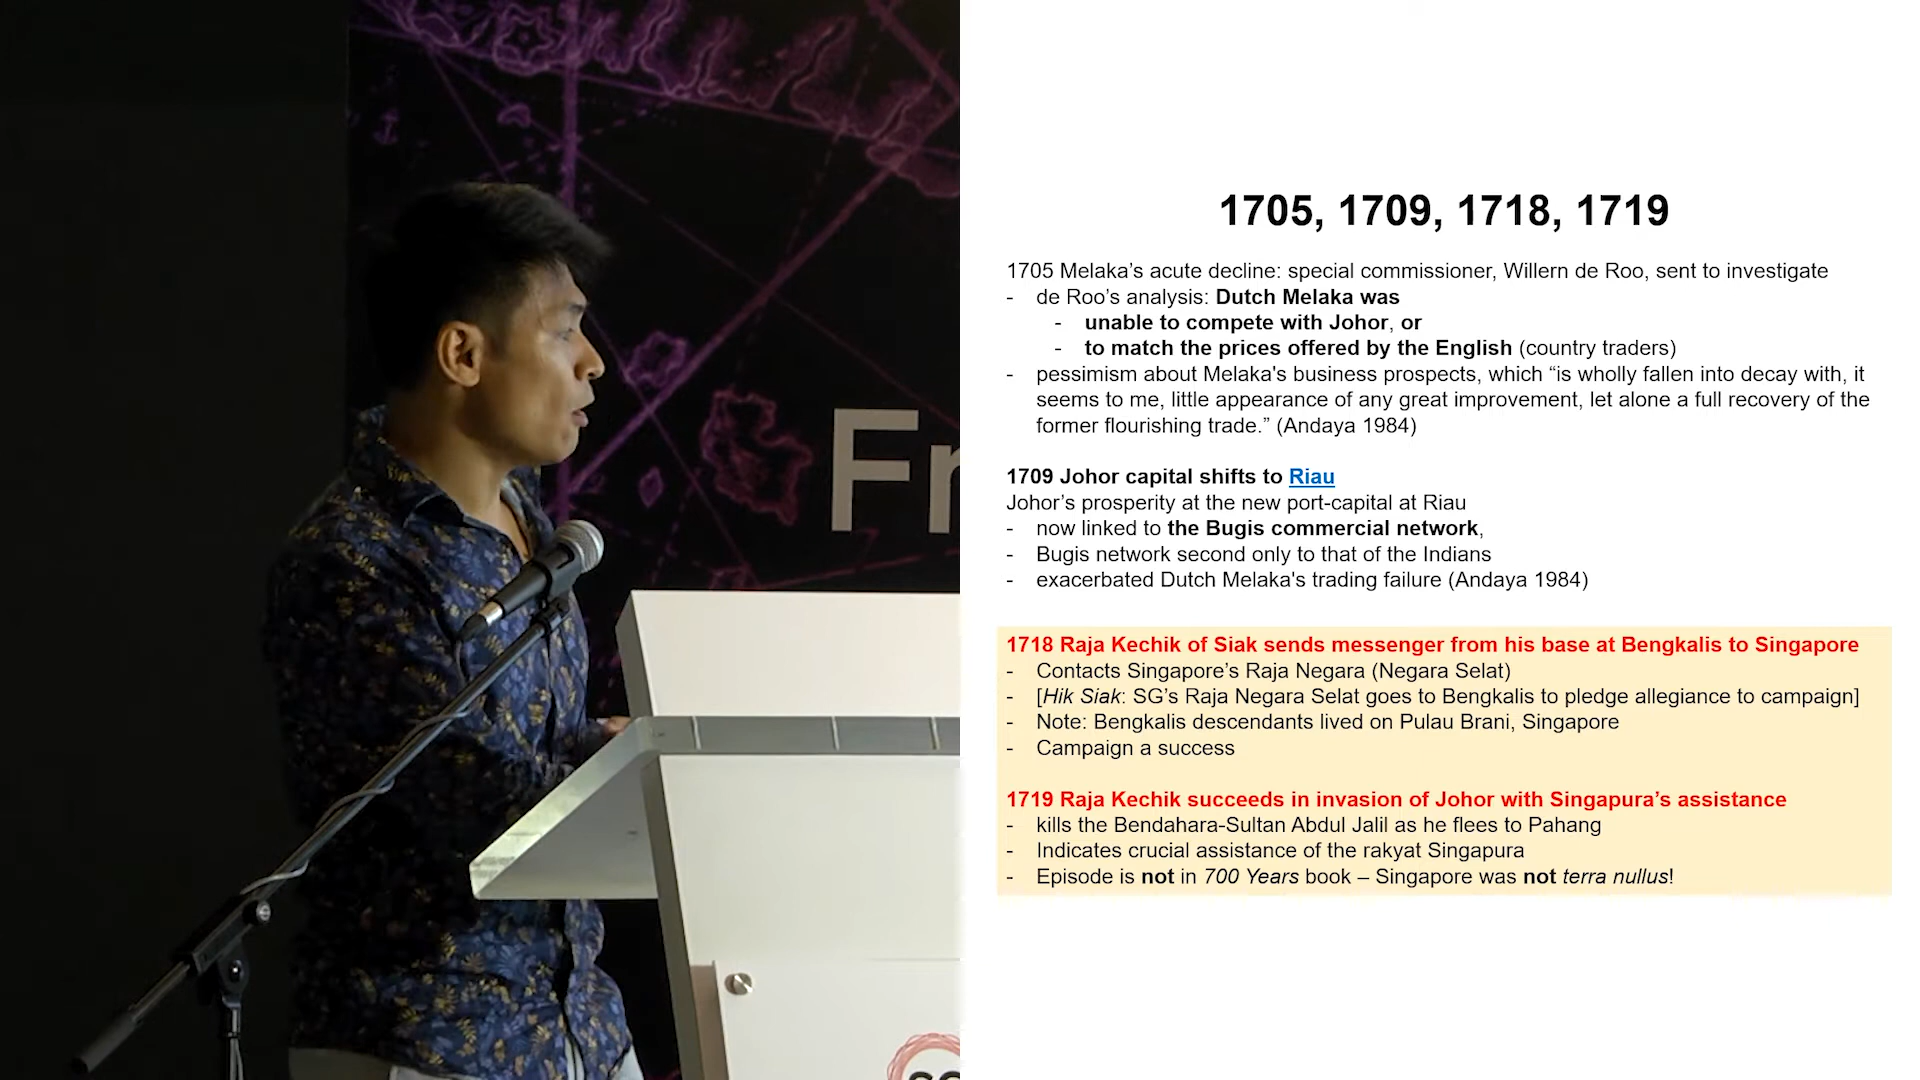 Fr
1705, 1709, 1718, 1719
1705 Melaka’s acute decline: special commissioner, Willern de Roo, sent to investigate
- de Roo’s analysis: Dutch Melaka was
- unable to compete with Johor, or
- to match the prices offered by the English (country traders)
- pessimism about Melaka's business prospects, which “is wholly fallen into decay with, it
seems to me, little appearance of any great improvement, let alone a full recovery of the
former flourishing trade.” (Andaya 1984)
1709 Johor capital shifts to Riau
Johor’s prosperity at the new port-capital at Riau
- now linked to the Bugis commercial network,
- Bugis network second only to that of the Indians
- exacerbated Dutch Melaka's trading failure (Andaya 1984)
1718 Raja Kechik of Siak sends messenger from his base at Bengkalis to Singapore
- Contacts Singapore’s Raja Negara (Negara Selat)
- [Hik Siak: SG’s Raja Negara Selat goes to Bengkalis to pledge allegiance to campaign]
- Note: Bengkalis descendants lived on Pulau Brani, Singapore
- Campaign a success
1719 Raja Kechik succeeds in invasion of Johor with Singapura’s assistance
- kills the Bendahara-Sultan Abdul Jalil as he flees to Pahang
- Indicates crucial assistance of the rakyat Singapura
- Episode is not in 700 Years book – Singapore was not terra nullus!